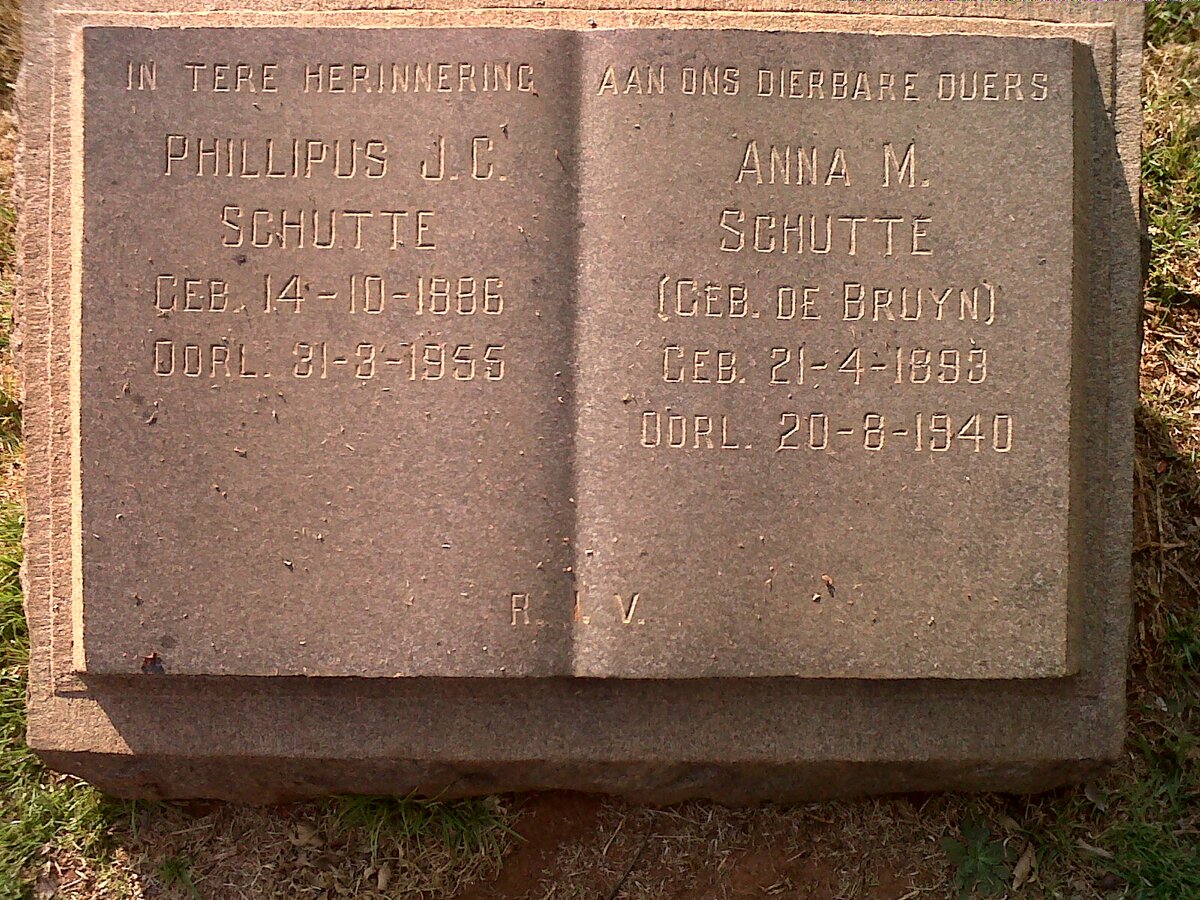 IN TERE HERINNERING AAN ONS DIERBARE OUERS
PHILLIPUS J.C.
SCHUTTE
GEB. 14-10-1886
OORL. 31-3-1955
ANNA M.
SCHUTTE
(GEB. DE BRUYN)
GEB. 21-4-1893
OORL. 20-8-1940
R. I. V.